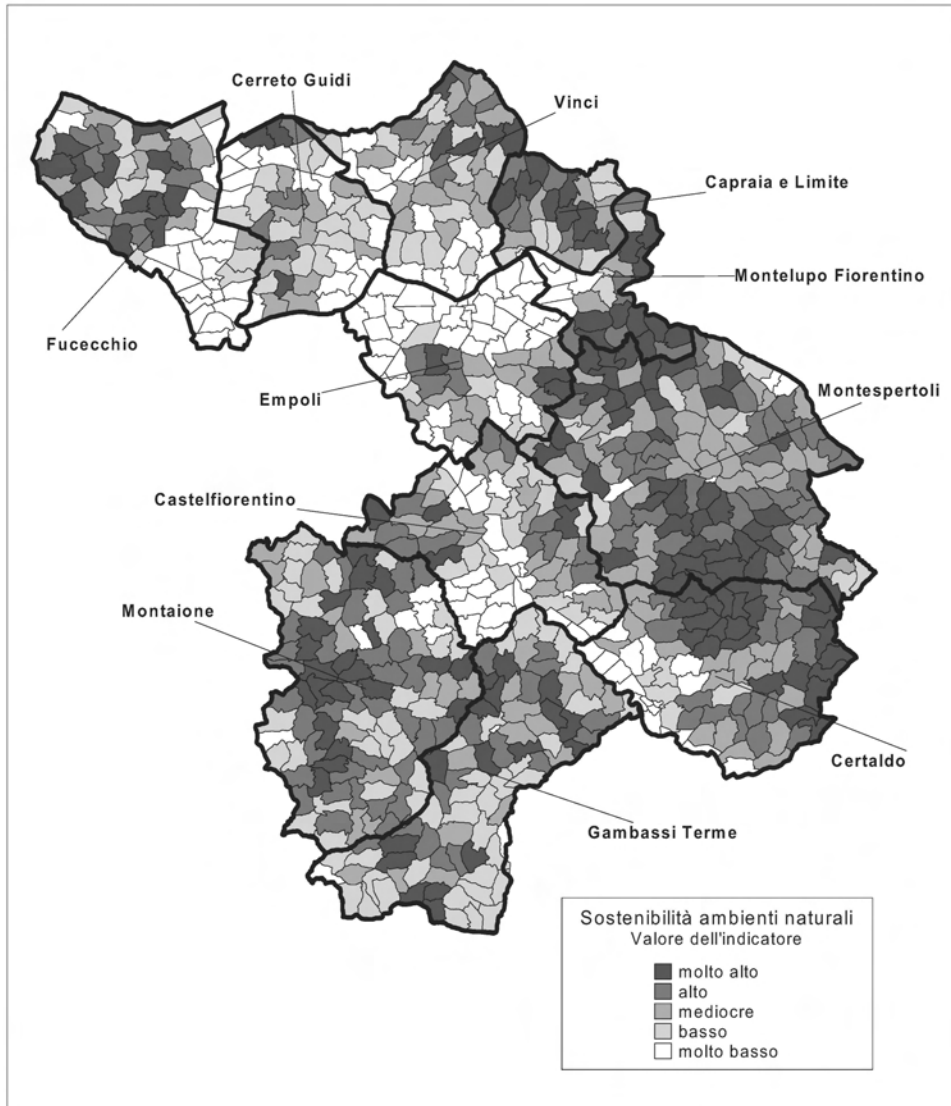 Cerreto Guidi
Vinci
Capraia e Limite
Montelupo Fiorentino
Fucecchio
Montespertoli
Empoli
Castelfiorentino
Montaione
Certaldo
Gambassi Terme
Sostenibilità ambienti naturali
Valore dell'indicatore
molto alto
alto
mediocre
basso
molto basso